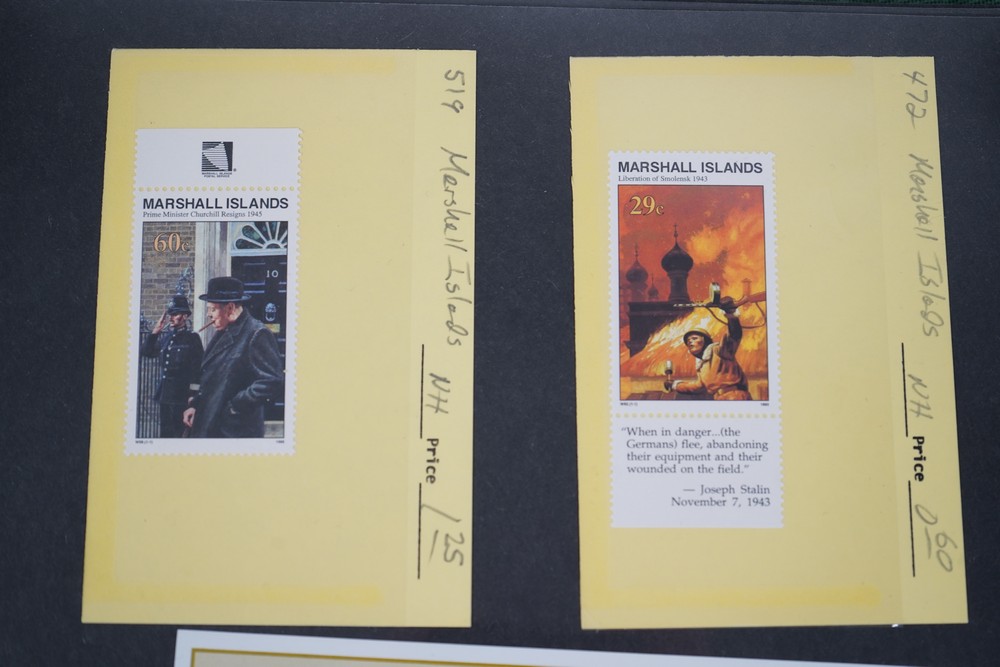 MARSHALL ISLANDS
Prime Minister Churchill Resigns 1945
60c
10
519 Marshall Islads NH Price 1 25
MARSHALL ISLANDS
Liberation of Smolensk 1943
29c
"When in danger...(the
Germans) flee, abandoning
their equipment and their
wounded on the field."
— Joseph Stalin
November 7, 1943
472 Marshall Islads NH Price 0 60